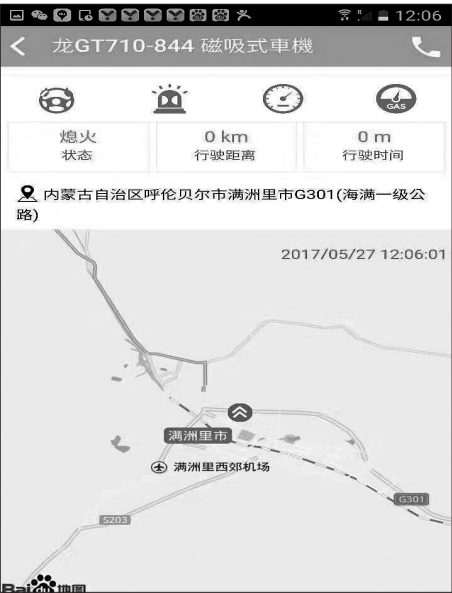 12:06
龙GT710-844 磁吸式車機
GAS
熄火
0 km
0 m
状态
行驶距离
行驶时间
内蒙古自治区呼伦贝尔市满洲里市G301(海满一级公
路)
2017/05/27 12:06:01
满洲里市
满洲里西郊机场
G301
S203
Bai 地图